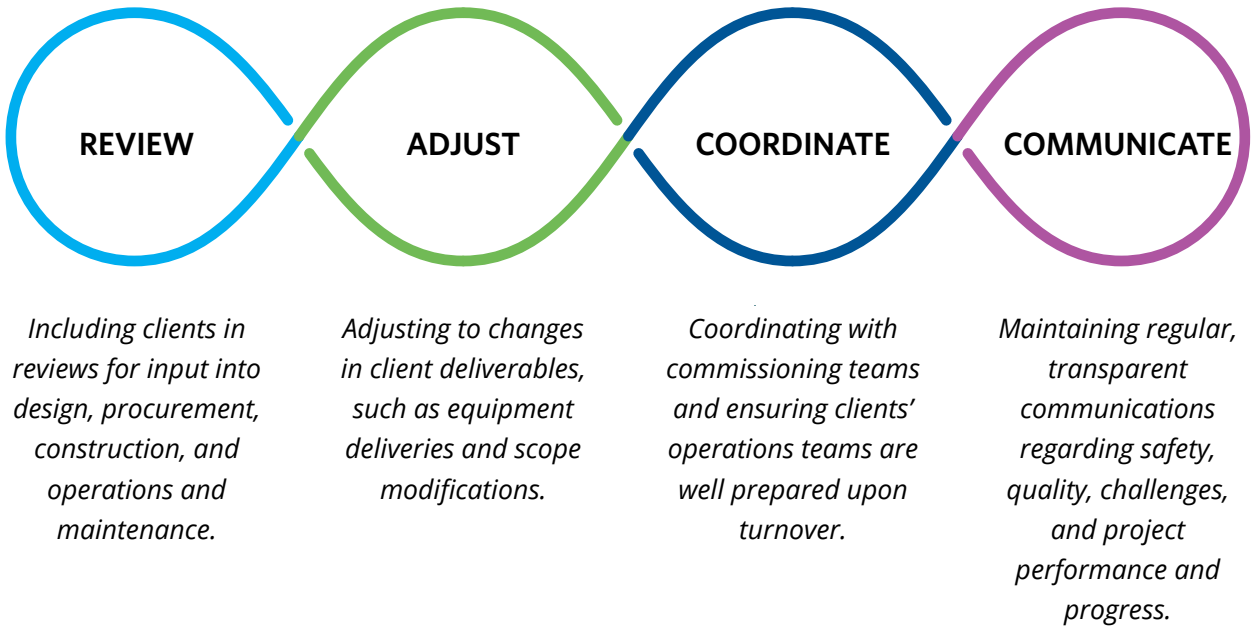 REVIEW
ADJUST
COORDINATE
COMMUNICATE
Including clients in
reviews for input into
design, procurement,
construction, and
operations and
maintenance.
Adjusting to changes
in client deliverables,
such as equipment
deliveries and scope
modifications.
Coordinating with
commissioning teams
and ensuring clients’
operations teams are
well prepared upon
turnover.
Maintaining regular,
transparent
communications
regarding safety,
quality, challenges,
and project
performance and
progress.